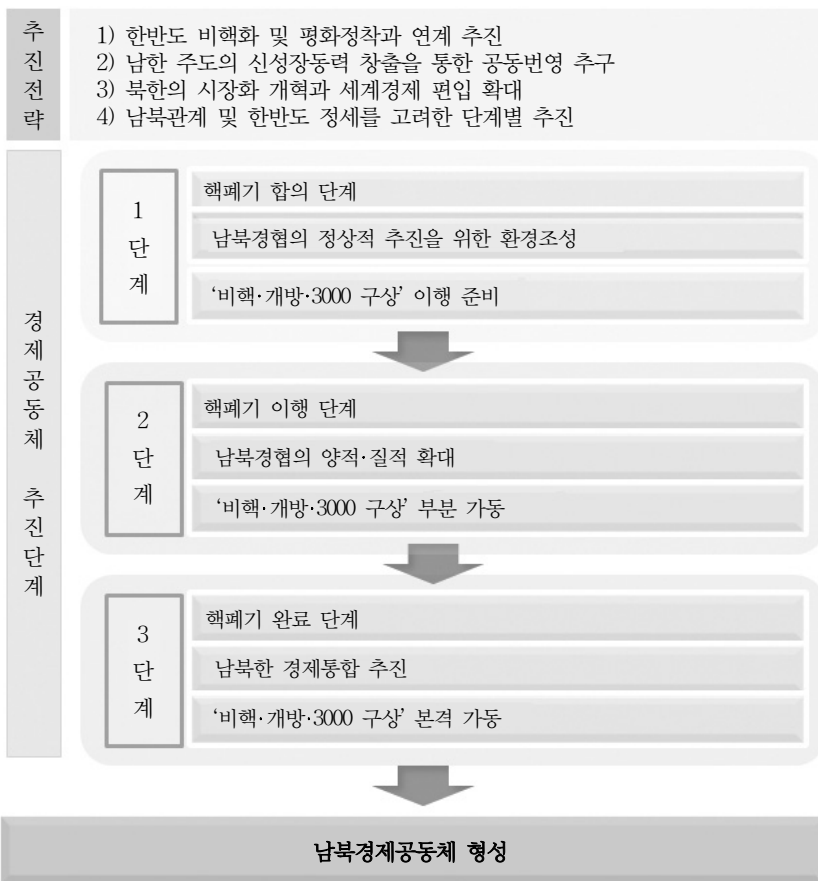 추진전략
1) 한반도 비핵화 및 평화정착과 연계 추진
2) 남한 주도의 신성장동력 창출을 통한 공동번영 추구
3) 북한의 시장화 개혁과 세계경제 편입 확대
4) 남북관계 및 한반도 정세를 고려한 단계별 추진
경제공동체 추진단계
1단계
핵폐기 합의 단계
남북경협의 정상적 추진을 위한 환경조성
‘비핵·개방·3000 구상’ 이행 준비
2단계
핵폐기 이행 단계
남북경협의 양적·질적 확대
‘비핵·개방·3000 구상’ 부분 가동
3단계
핵폐기 완료 단계
남북한 경제통합 추진
‘비핵·개방·3000 구상’ 본격 가동
남북경제공동체 형성